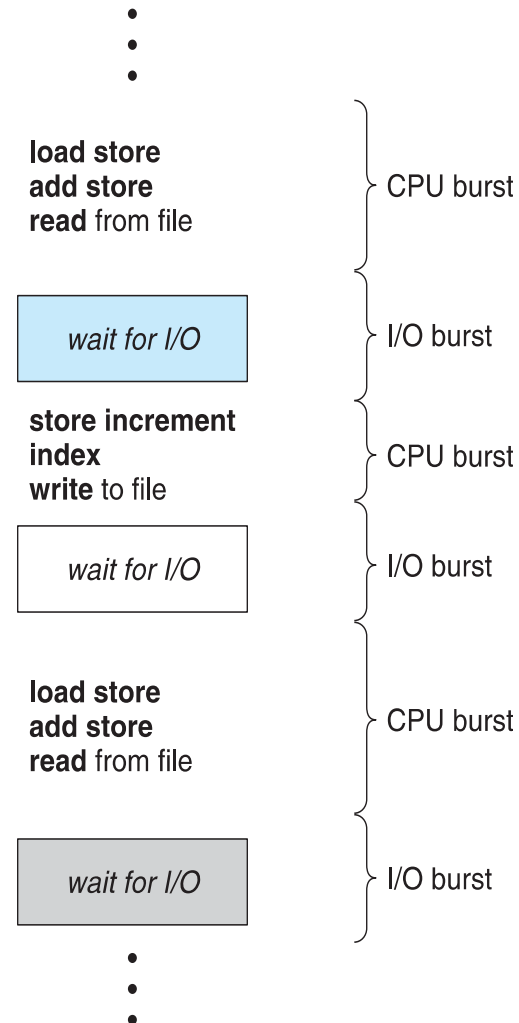 load store
add store
read from file
CPU burst
wait for I/O
I/O burst
store increment
index
write to file
CPU burst
wait for I/O
I/O burst
load store
add store
read from file
CPU burst
wait for I/O
I/O burst